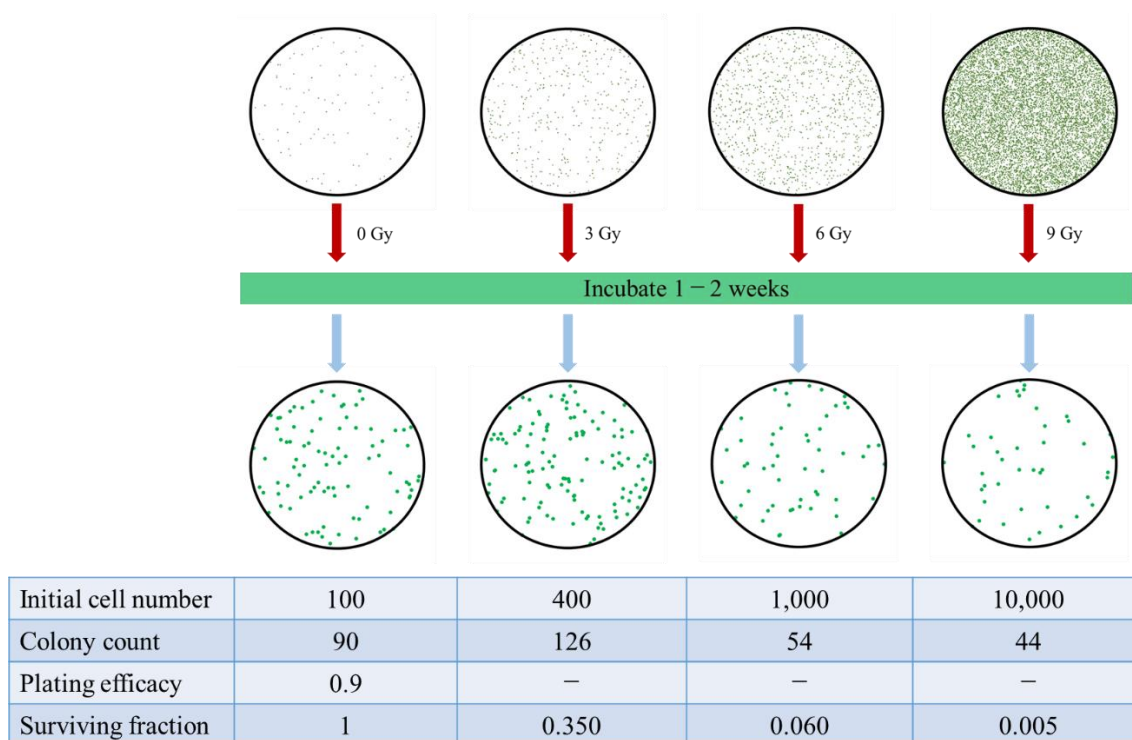 0 Gy 3 Gy 6 Gy 9 Gy
Incubate 1 − 2 weeks
Initial cell number 100 400 1,000 10,000
Colony count 90 126 54 44
Plating efficacy 0.9 − − −
Surviving fraction 1 0.350 0.060 0.005